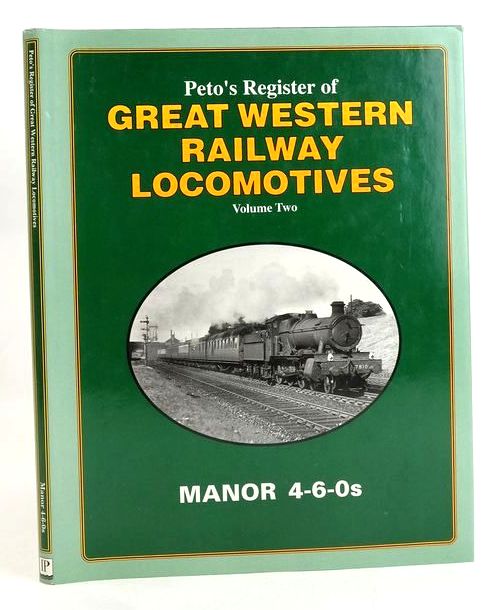 Peto's Register of
GREAT WESTERN
RAILWAY
LOCOMOTIVES
Volume Two
MANOR 4-6-0s
Peto's Register of Great Western Railway Locomotives
Manor 4-6-0s
IP